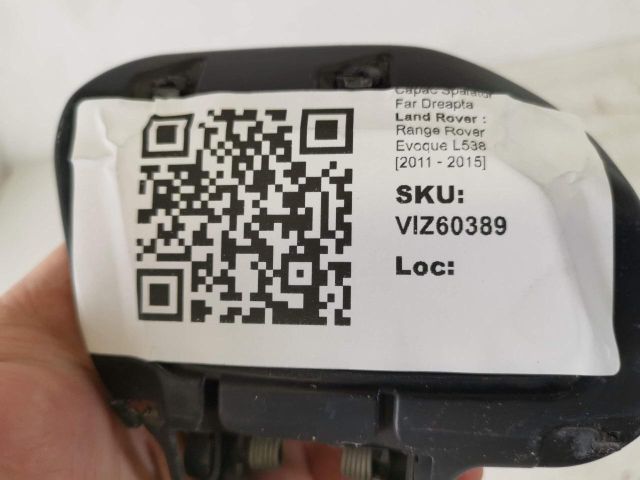 Capac Spalator
Far Dreapta
Land Rover :
Range Rover
Evoque L538
[2011 - 2015]
SKU:
VIZ60389
Loc: